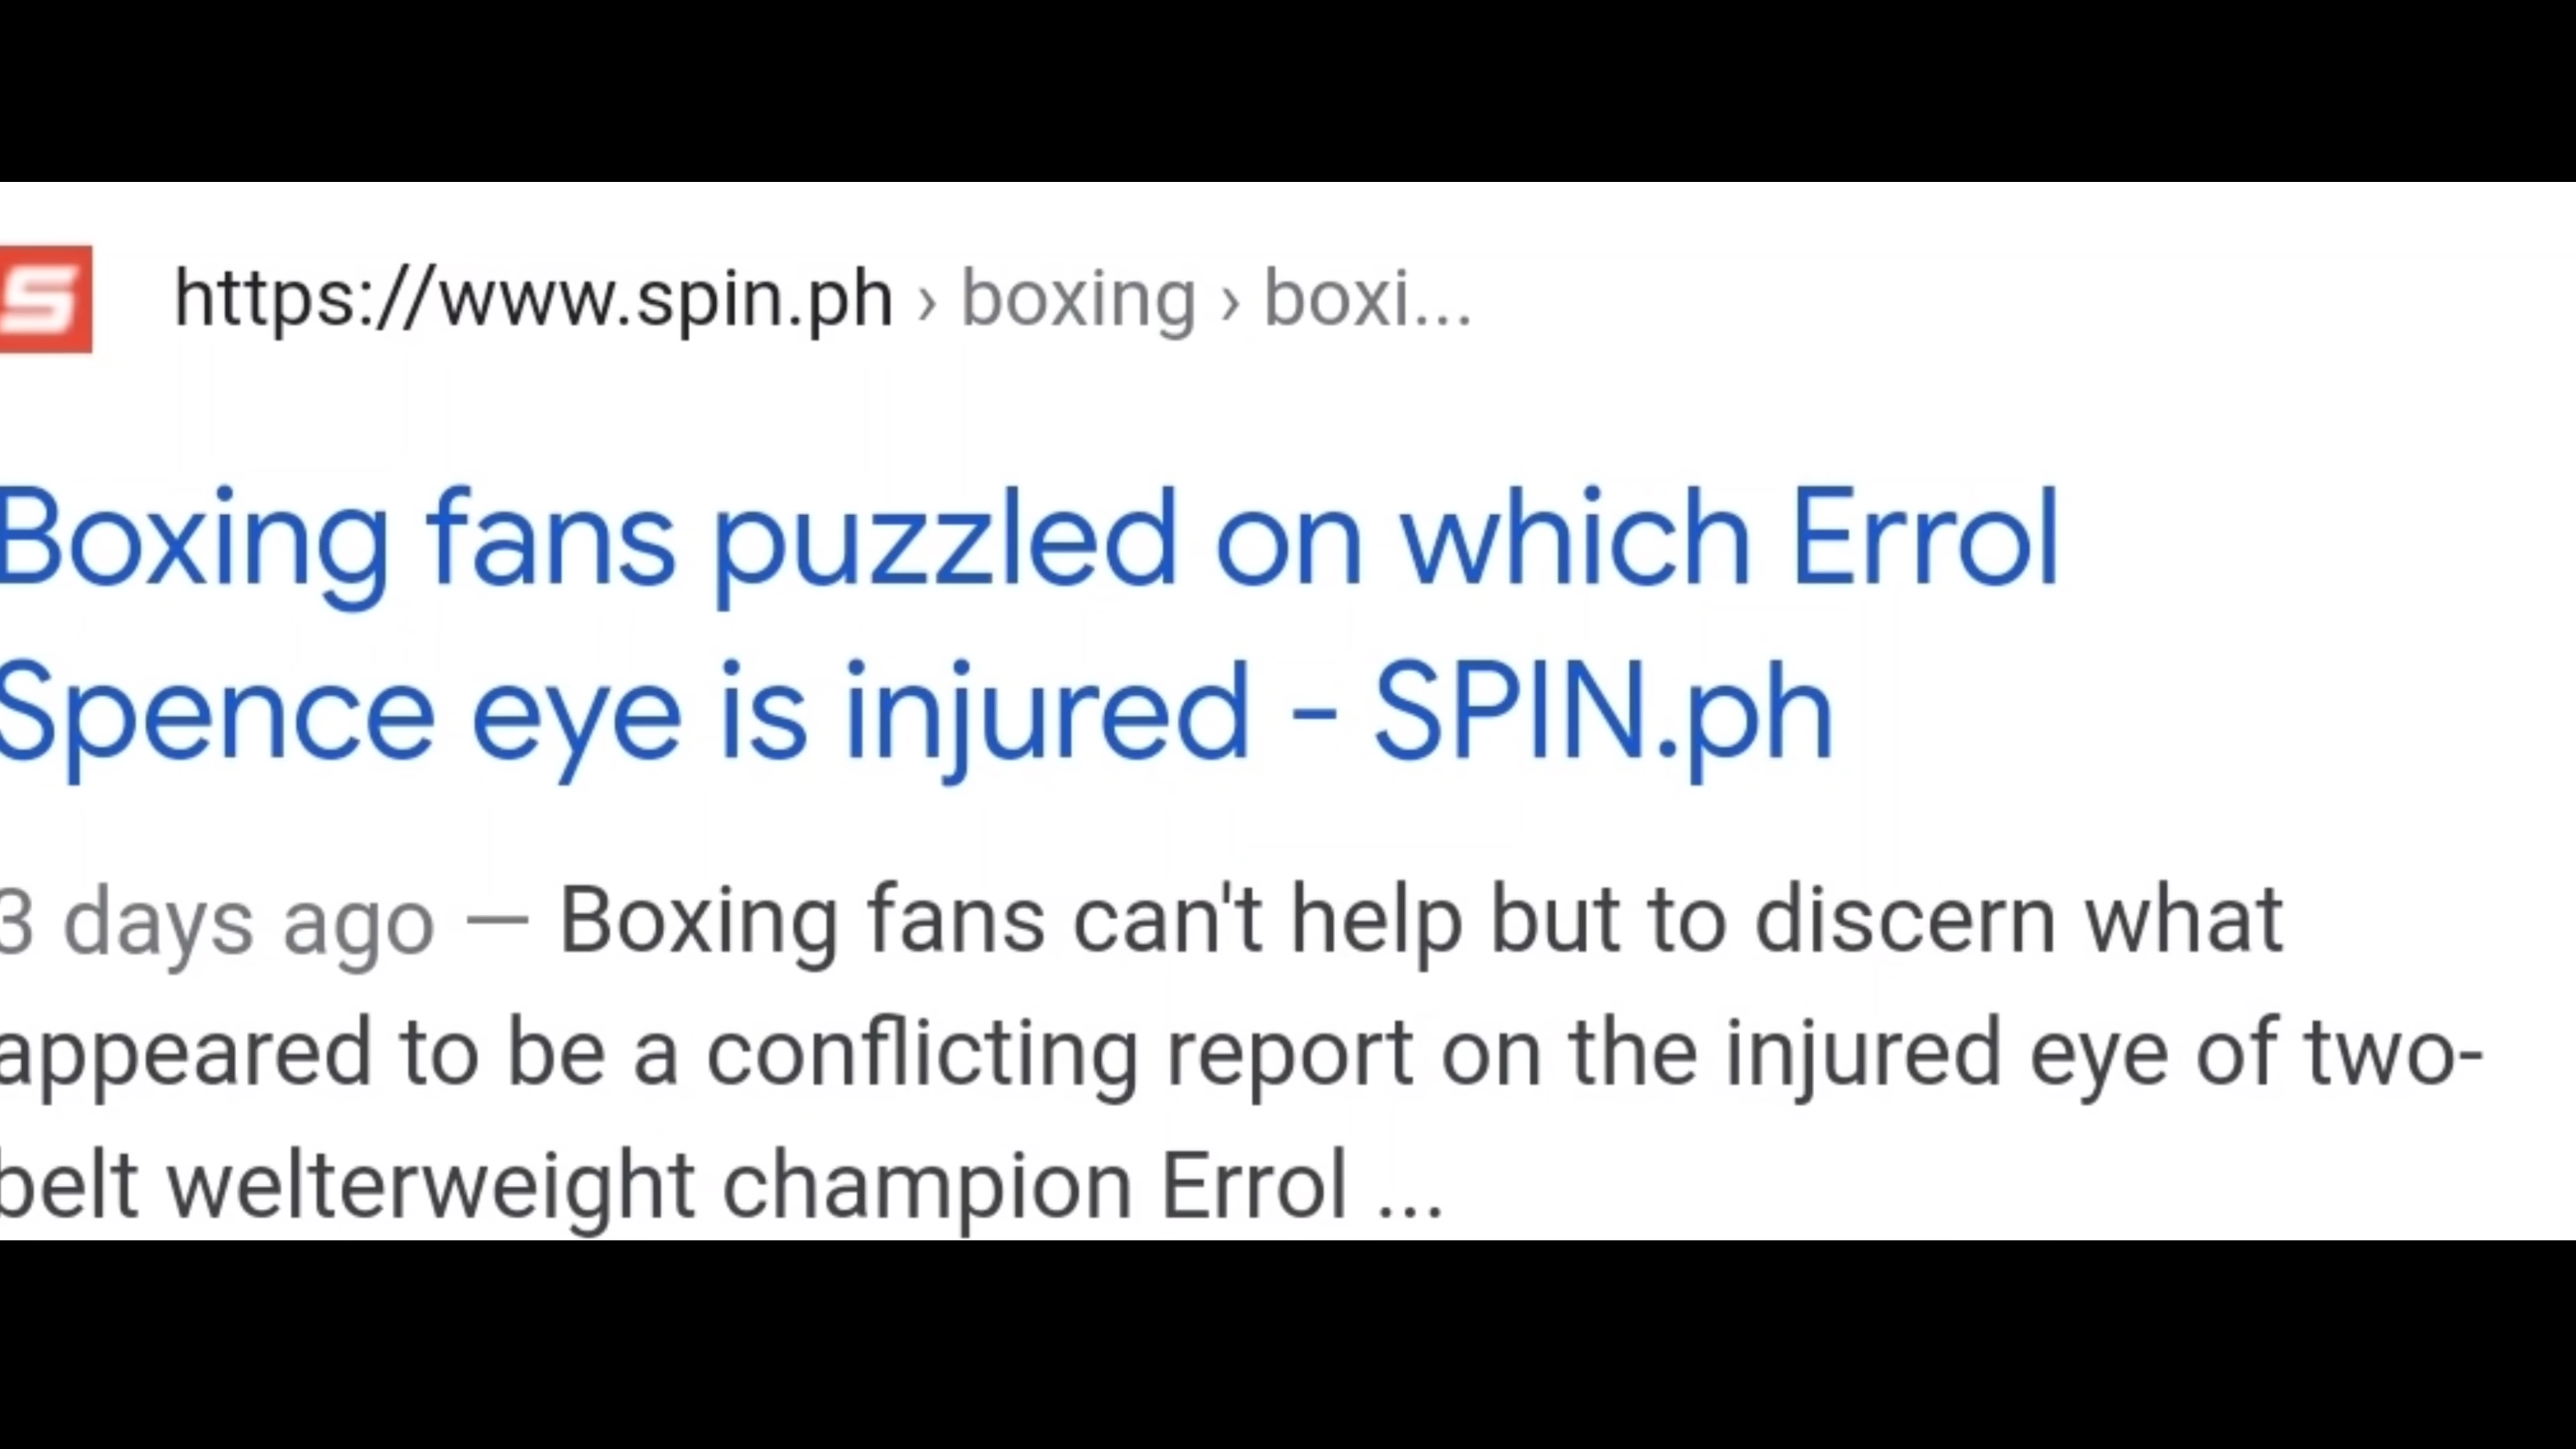 S
https://www.spin.ph › boxing › boxi...
Boxing fans puzzled on which Errol
Spence eye is injured - SPIN.ph
3 days ago — Boxing fans can't help but to discern what
appeared to be a conflicting report on the injured eye of two-
belt welterweight champion Errol ...